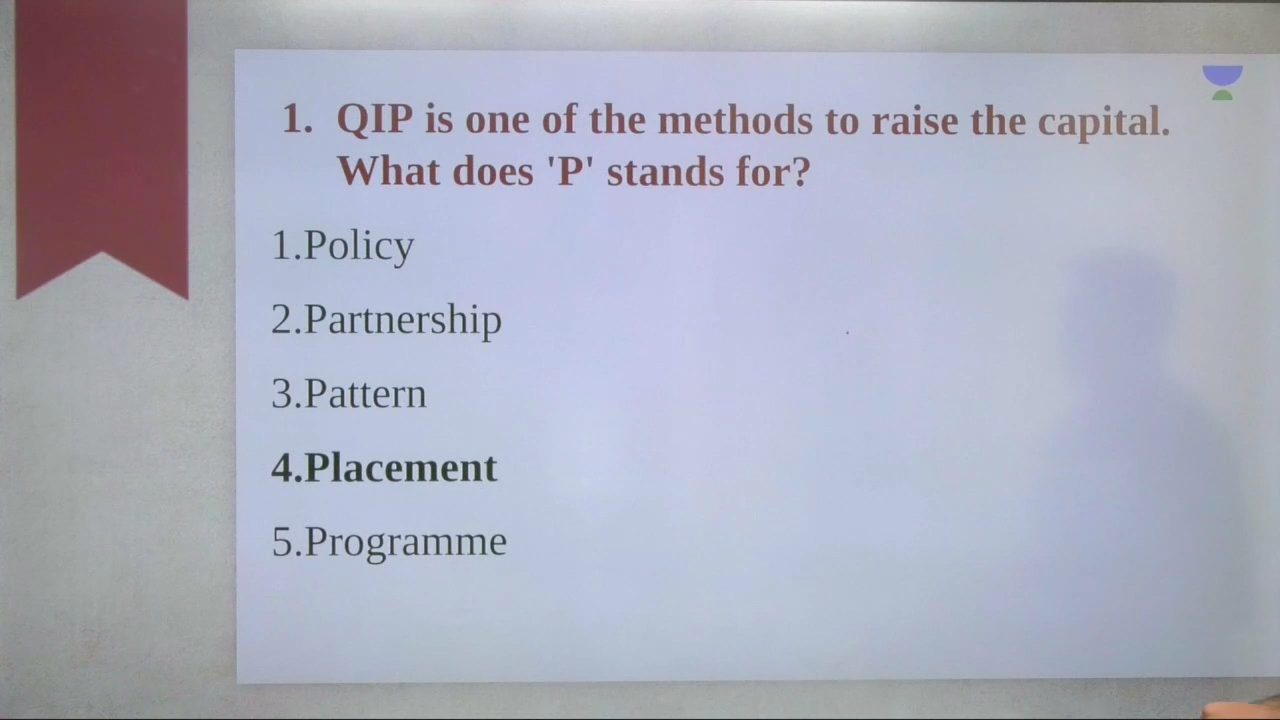 1. QIP is one of the methods to raise the capital.
What does 'P' stands for?
1.Policy
2.Partnership
3.Pattern
4.Placement
5.Programme